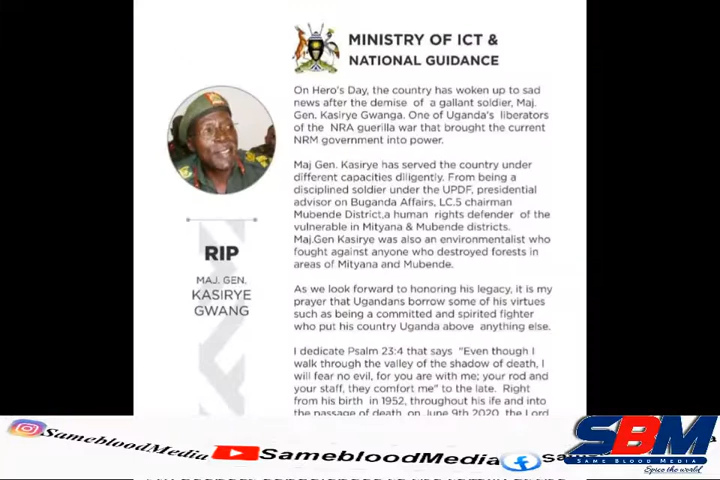 MINISTRY OF ICT &
NATIONAL GUIDANCE
On Hero's Day, the country has woken up to sad
news after the demise of a gallant soldier, Maj.
Gen. Kasirye Gwanga. One of Uganda's liberators
of the NRA guerilla war that brought the current
NRM government into power.
Maj Gen. Kasirye has served the country under
different capacities diligently. From being a
disciplined soldier under the UPDF, presidential
advisor on Buganda Affairs, LC.5 chairman
Mubende District,a human rights defender of the
vulnerable in Mityana & Mubende districts.
Maj.Gen Kasirye was also an environmentalist who
fought against anyone who destroyed forests in
areas of Mityana and Mubende.
As we look forward to honoring his legacy, it is my
prayer that Ugandans borrow some of his virtues
such as being a committed and spirited fighter
who put his country Uganda above anything else.
I dedicate Psalm 23:4 that says "Even though I
walk through the valley of the shadow of death, I
will fear no evil, for you are with me; your rod and
your staff, they comfort me" to the late. Right
from his birth in 1952, throughout his ife and into
the passage of death, on June 9th 2020, the Lord
RIP
MAJ. GEN.
KASIRYE
GWANG
SamebloodMedia
SamebloodMedia
Sam
SBM
SAME BLOOD MEDIA
Spice the world